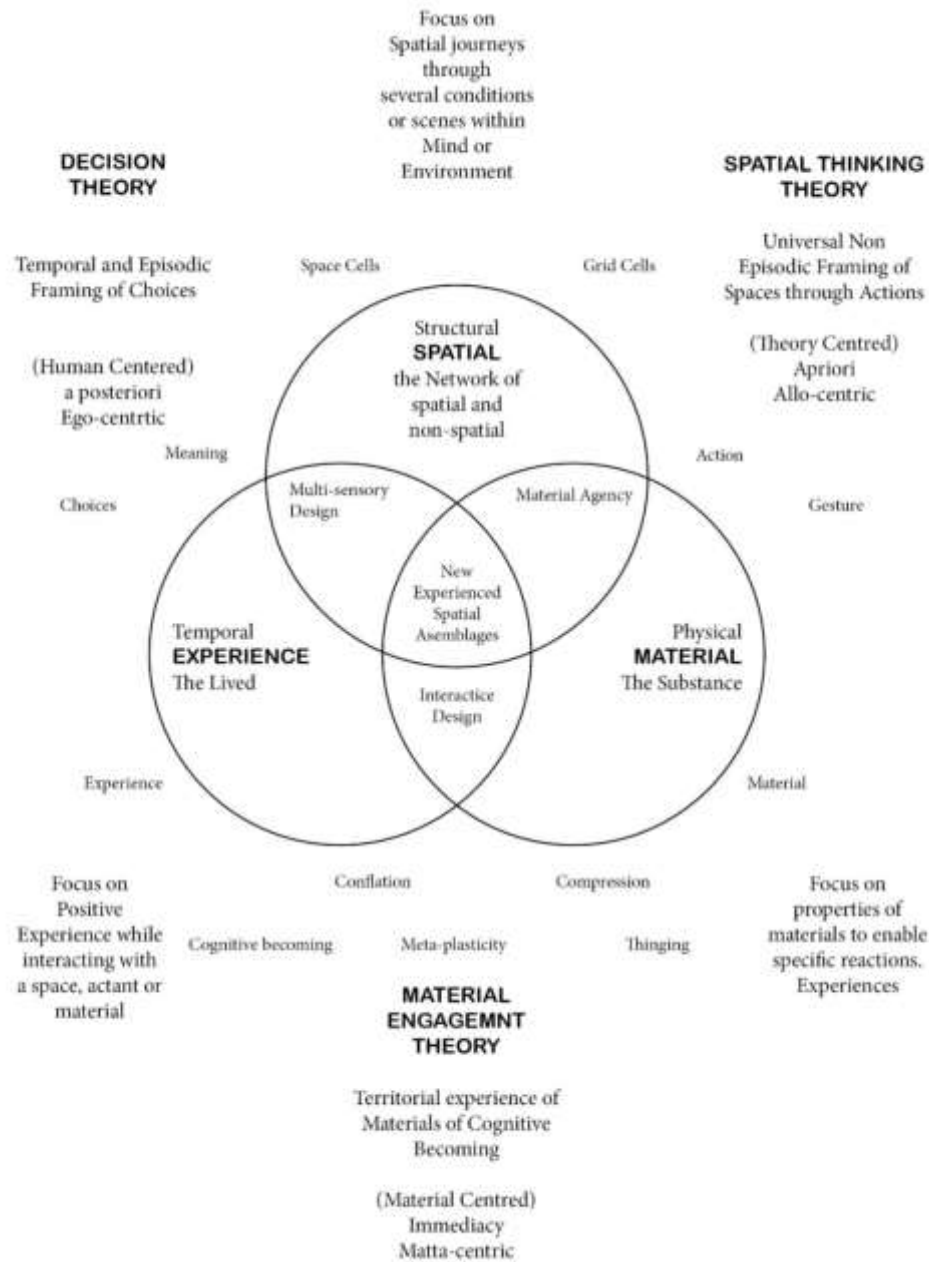 Focus on
Spatial journeys
through
several conditions
or scenes within
Mind or
Environment
DECISION
THEORY
SPATIAL THINKING
THEORY
Temporal and Episodic
Framing of Choices
Universal Non
Episodic Framing of
Spaces through Actions
Space Cells
Grid Cells
(Human Centered)
a posteriori
Ego-centrtic
(Theory Centred)
Apriori
Allo-centric
Structural
SPATIAL
the Network of
spatial and
non-spatial
Meaning
Action
Choices
Gesture
Multi-sensory
Design
Material Agency
New
Experienced
Spatial
Asemblages
Temporal
EXPERIENCE
The Lived
Physical
MATERIAL
The Substance
Interactice
Design
Experience
Material
Conflation
Compression
Focus on
Positive
Experience while
interacting with
a space, actant or
material
Cognitive becoming
Meta-plasticity
Thinging
Focus on
properties of
materials to enable
specific reactions.
Experiences
MATERIAL
ENGAGEMNT
THEORY
Territorial experience of
Materials of Cognitive
Becoming
(Material Centred)
Immediacy
Matta-centric